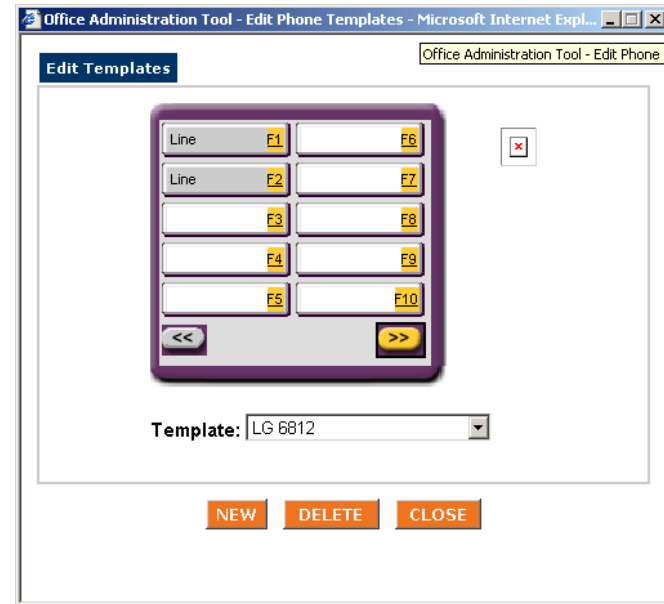 Office Administration Tool - Edit Phone Templates - Microsoft Internet Expl...
Office Administration Tool - Edit Phone
Edit Templates
Line F1 F6
Line F2 F7
F3 F8
F4 F9
F5 F10
<< >>
Template: LG 6812
NEW DELETE CLOSE